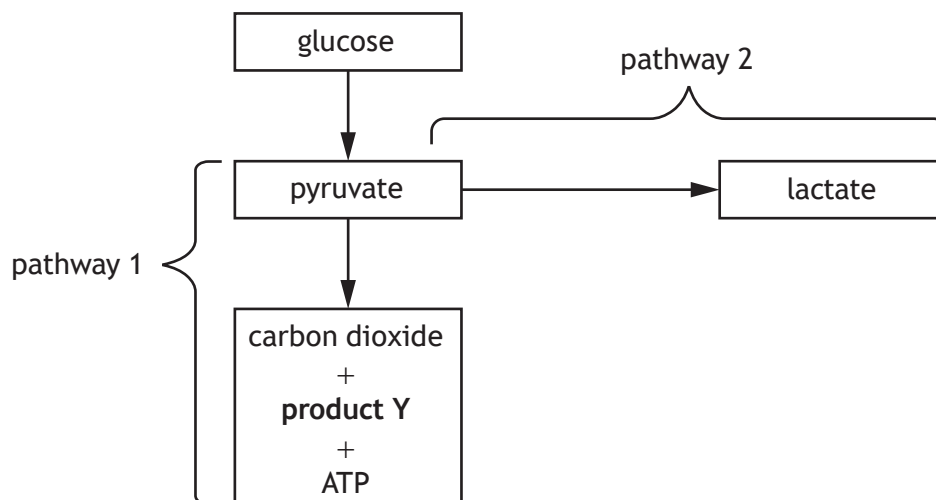 glucose
pathway 2
pyruvate
lactate
pathway 1
carbon dioxide
+
product Y
+
ATP